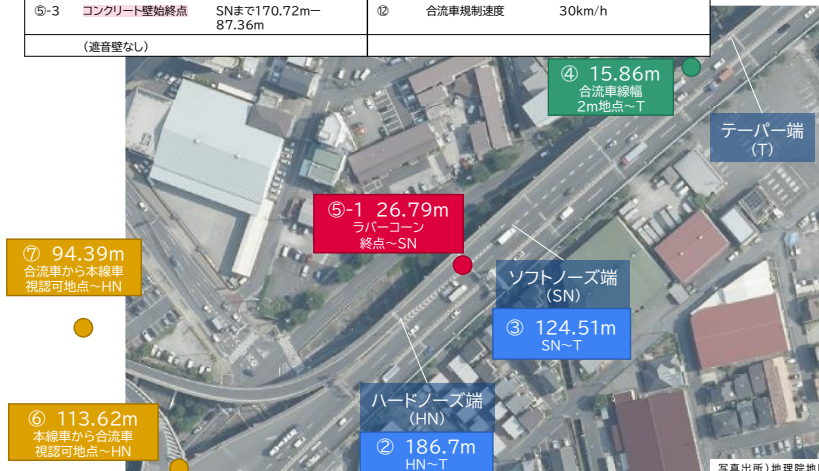 ⑤-3 コンクリート壁始終点 SNまで170.72mー
87.36m
⑫ 合流車規制速度 30km/h
(遮音壁なし)
④ 15.86m
合流車線幅
2m地点~T
テーパー端
(T)
⑤-1 26.79m
ラバーコーン
終点~SN
⑦ 94.39m
合流車から本線車
視認可地点~HN
ソフトノーズ端
(SN)
③ 124.51m
SN~T
ハードノーズ端
(HN)
② 186.7m
HN~T
⑥ 113.62m
本線車から合流車
視認可地点~HN
写真出所)地理院地